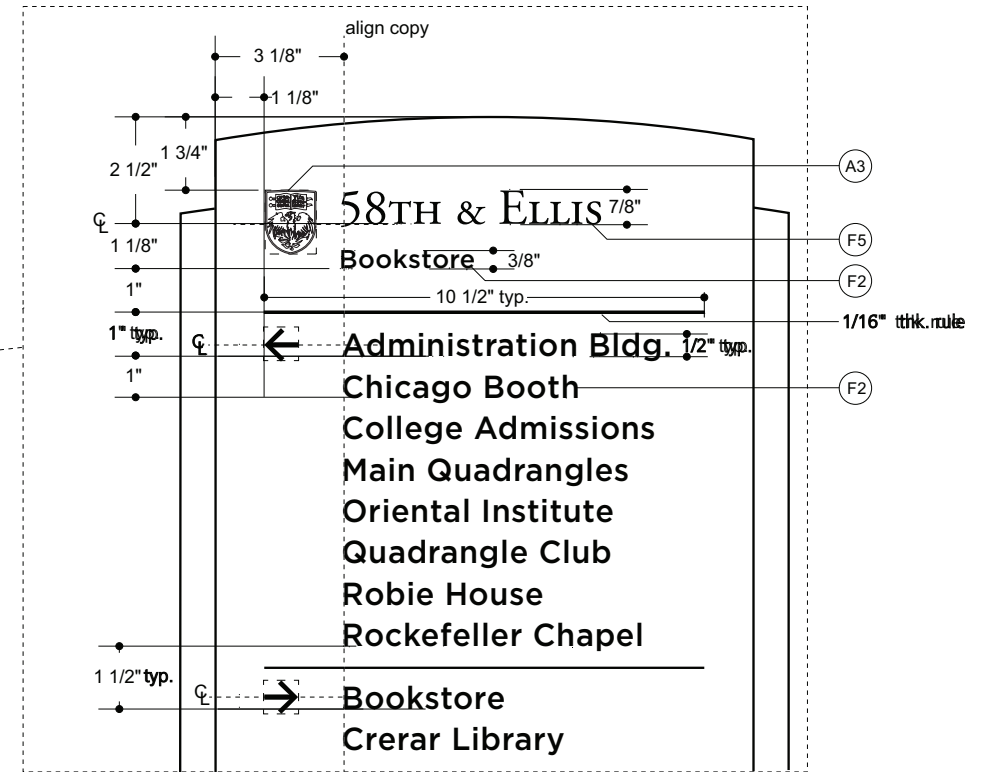 align copy
3 1/8"
1 1/8"
1 3/4"
2 1/2"
A3
58TH & ELLIS
7/8"
℄
F5
1 1/8"
Bookstore
3/8"
F2
1"
10 1/2" typ.
1/16" thk. rule
1" typ.
℄
Administration Bldg.
1/2" typ.
1"
Chicago Booth
F2
College Admissions
Main Quadrangles
Oriental Institute
Quadrangle Club
Robie House
Rockefeller Chapel
1 1/2" typ.
℄
Bookstore
Crerar Library